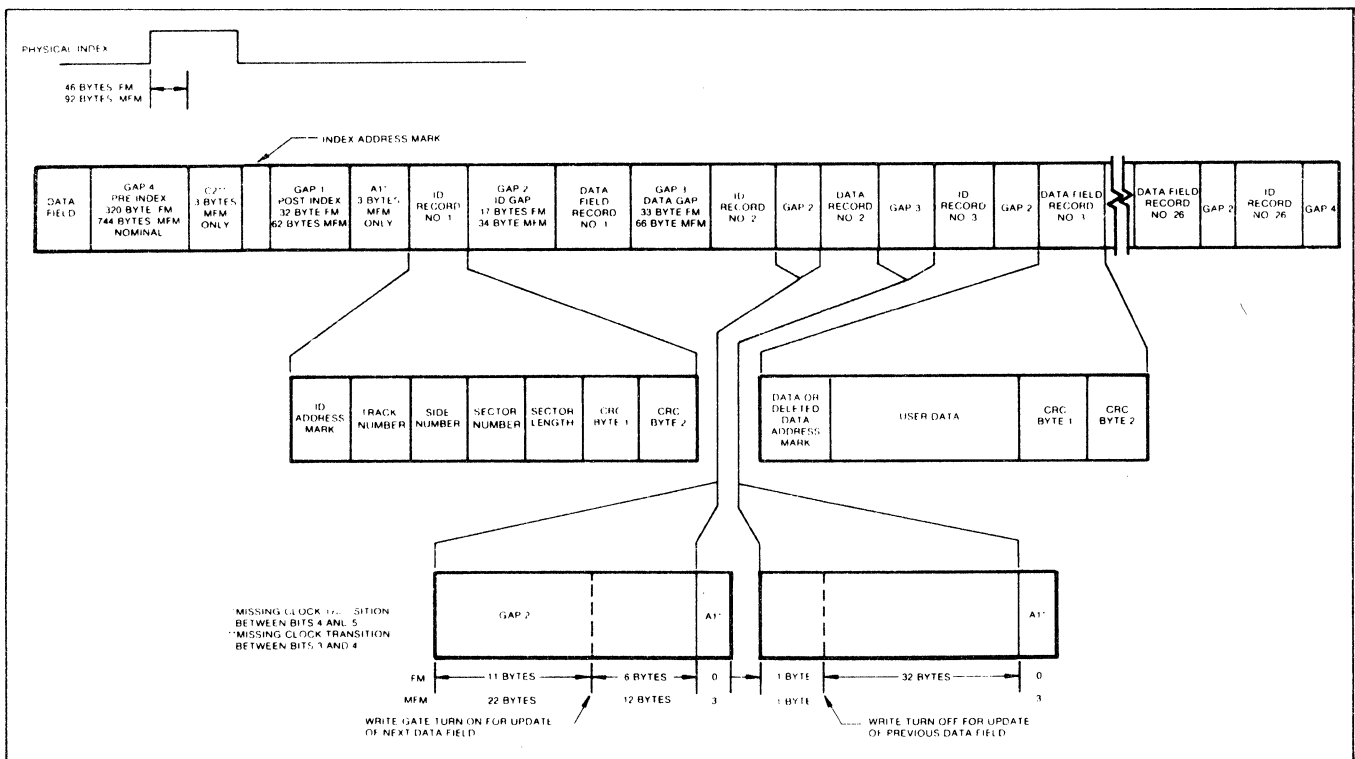 PHYSICAL INDEX
46 BYTES FM
92 BYTES MFM
INDEX ADDRESS MARK
DATA
FIELD
GAP 4
PRE INDEX
320 BYTE FM
744 BYTES MFM
NOMINAL
C2**
3 BYTES
MFM
ONLY
GAP 1
POST INDEX
32 BYTE FM
62 BYTES MFM
A1*
3 BYTES
MFM
ONLY
ID
RECORD
NO. 1
GAP 2
ID GAP
17 BYTES FM
34 BYTE MFM
DATA
FIELD
RECORD
NO. 1
GAP 3
DATA GAP
33 BYTE FM
66 BYTE MFM
ID
RECORD
NO. 2
GAP 2
DATA
RECORD
NO. 2
GAP 3
ID
RECORD
NO. 3
GAP 2
DATA FIELD
RECORD
NO. 3
DATA FIELD
RECORD
NO. 26
GAP 2
ID
RECORD
NO. 26
GAP 4
ID
ADDRESS
MARK
TRACK
NUMBER
SIDE
NUMBER
SECTOR
NUMBER
SECTOR
LENGTH
CRC
BYTE 1
CRC
BYTE 2
DATA OR
DELETED
DATA
ADDRESS
MARK
USER DATA
CRC
BYTE 1
CRC
BYTE 2
*MISSING CLOCK
BETWEEN BITS 4 AND 5
**MISSING CLOCK TRANSITION
BETWEEN BITS 3 AND 4
GAP 2
A1*
A1*
FM 11 BYTES 6 BYTES 0 1 BYTE 32 BYTES 0
MFM 22 BYTES 12 BYTES 3 1 BYTE 3
WRITE GATE TURN ON FOR UPDATE
OF NEXT DATA FIELD
WRITE TURN OFF FOR UPDATE
OF PREVIOUS DATA FIELD